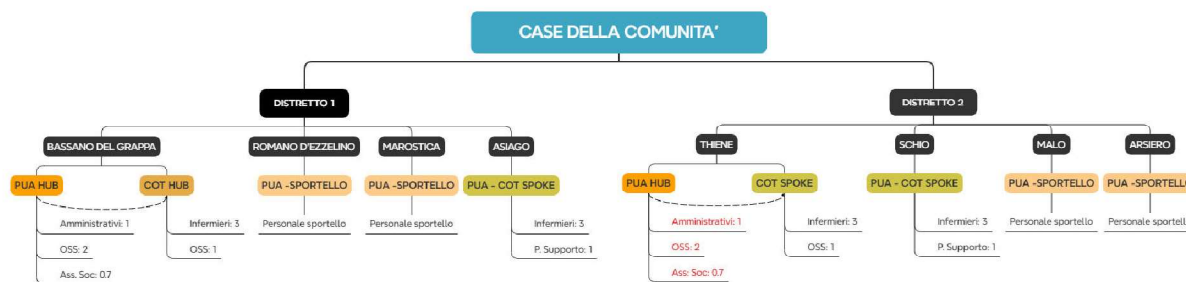 CASE DELLA COMUNITA'
DISTRETTO 1
DISTRETTO 2
BASSANO DEL GRAPPA
ROMANO D'EZZELINO
MAROSTICA
ASIAGO
THIENE
SCHIO
MALO
ARSIERO
PUA HUB
COT HUB
PUA -SPORTELLO
PUA -SPORTELLO
PUA - COT SPOKE
PUA HUB
COT SPOKE
PUA - COT SPOKE
PUA -SPORTELLO
PUA -SPORTELLO
Amministrativi: 1
Infermieri: 3
Personale sportello
Personale sportello
Infermieri: 3
Amministrativi: 1
Infermieri: 3
Infermieri: 3
Personale sportello
Personale sportello
OSS: 2
OSS: 1
P. Supporto: 1
OSS: 2
OSS: 1
P. Supporto: 1
Ass. Soc: 0.7
Ass: Soc: 0.7